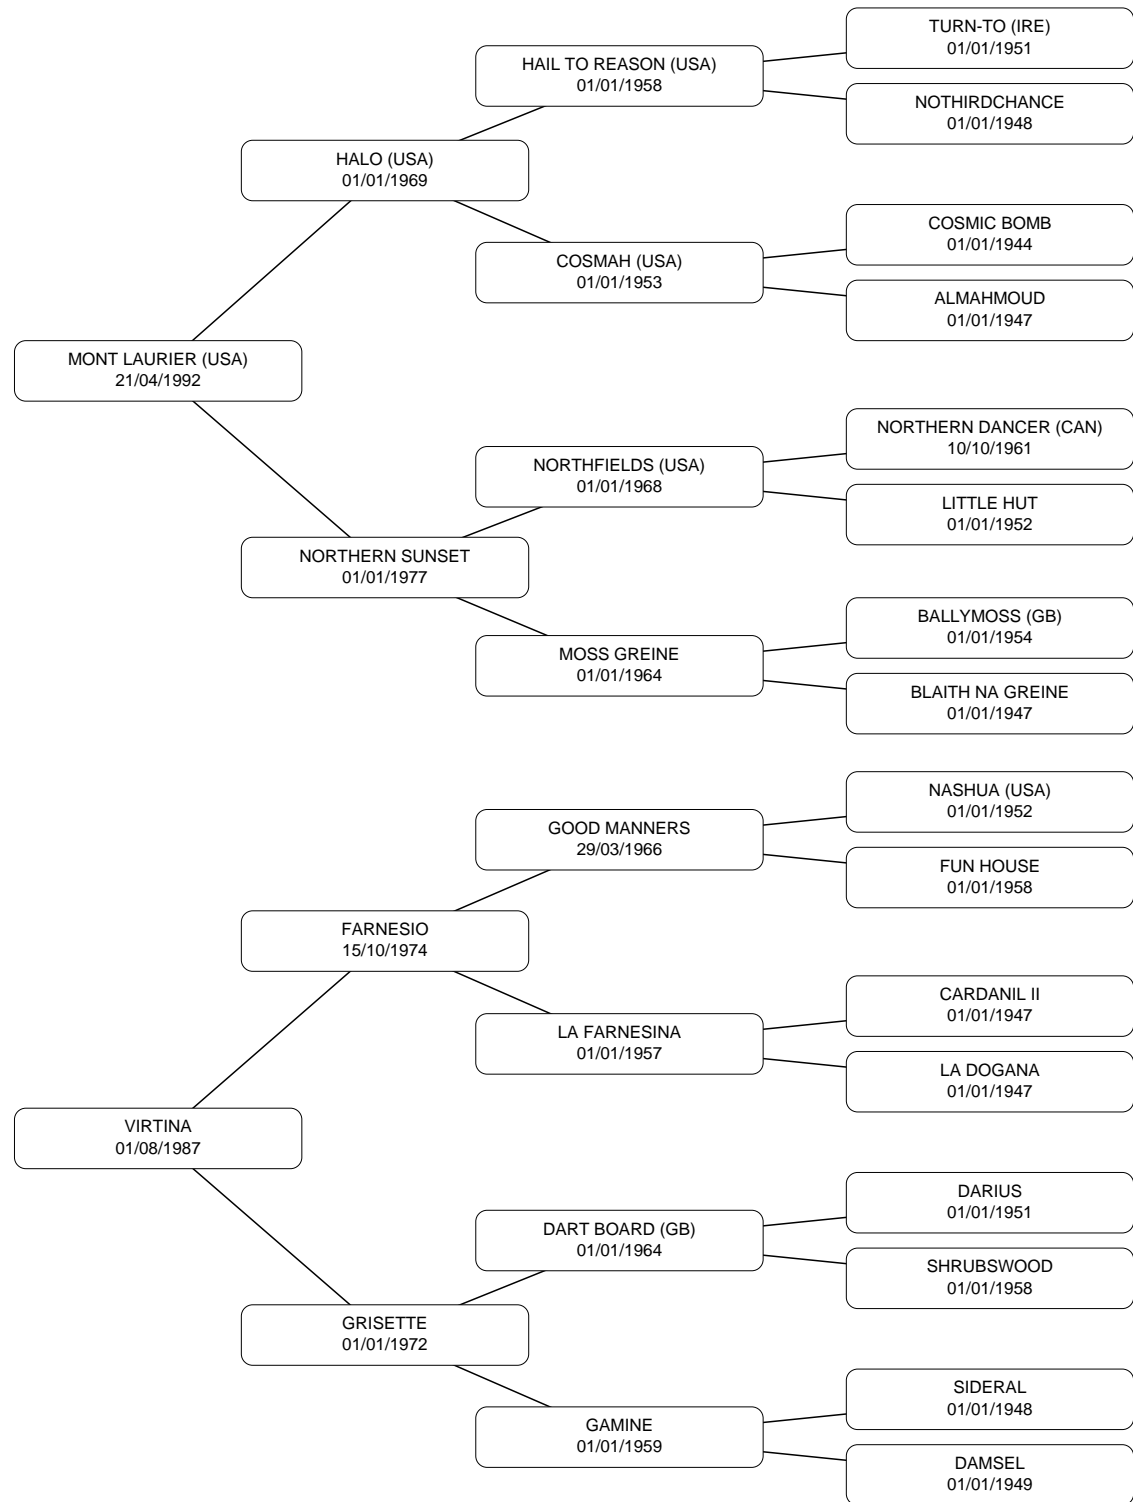 TURN-TO (IRE)
01/01/1951
HAIL TO REASON (USA)
01/01/1958
NOTHIRDCHANCE
01/01/1948
HALO (USA)
01/01/1969
COSMIC BOMB
01/01/1944
COSMAH (USA)
01/01/1953
ALMAHMOUD
01/01/1947
MONT LAURIER (USA)
21/04/1992
NORTHERN DANCER (CAN)
10/10/1961
NORTHFIELDS (USA)
01/01/1968
LITTLE HUT
01/01/1952
NORTHERN SUNSET
01/01/1977
BALLYMOSS (GB)
01/01/1954
MOSS GREINE
01/01/1964
BLAITH NA GREINE
01/01/1947
NASHUA (USA)
01/01/1952
GOOD MANNERS
29/03/1966
FUN HOUSE
01/01/1958
FARNESIO
15/10/1974
CARDANIL II
01/01/1947
LA FARNESINA
01/01/1957
LA DOGANA
01/01/1947
VIRTINA
01/08/1987
DARIUS
01/01/1951
DART BOARD (GB)
01/01/1964
SHRUBSWOOD
01/01/1958
GRISETTE
01/01/1972
SIDERAL
01/01/1948
GAMINE
01/01/1959
DAMSEL
01/01/1949